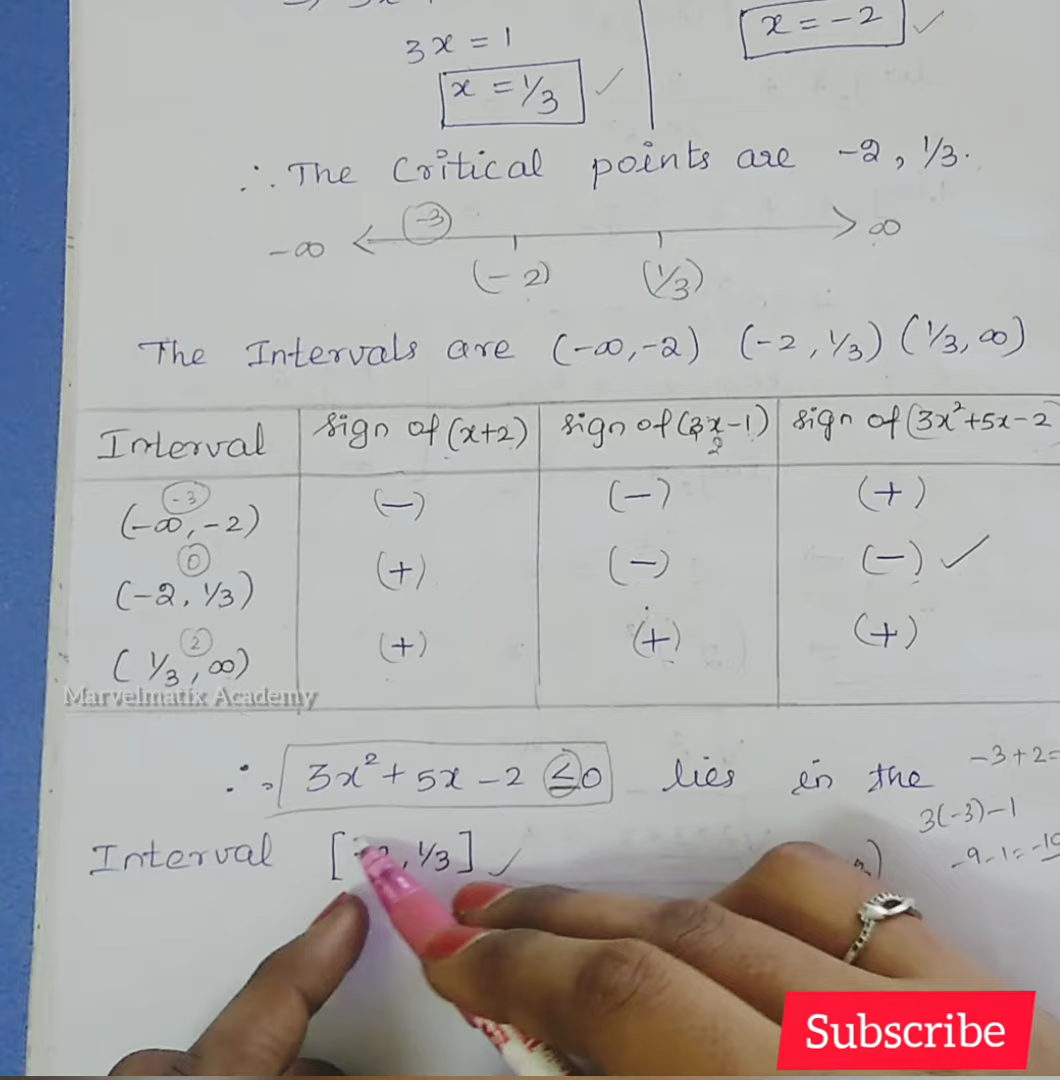 3x = 1
x = 1/3 ✓
x = -2 ✓
∴ The Critical points are -2, 1/3.
-3
-∞ ∞
(-2) (1/3)
The Intervals are (-∞,-2) (-2, 1/3) (1/3, ∞)
Interval sign of (x+2) sign of (3x-1) sign of (3x²+5x-2
2
-3
(-∞,-2) (-) (-) (+)
0
(-2, 1/3) (+) (-) (-) ✓
2
(1/3, ∞) (+) (+) (+)
Marvelmatix Academy
∴ 3x² + 5x - 2 ≤ 0 lies in the
Interval [ , 1/3] ✓
-3+2=
3(-3)-1
-9-1=-10
Subscribe